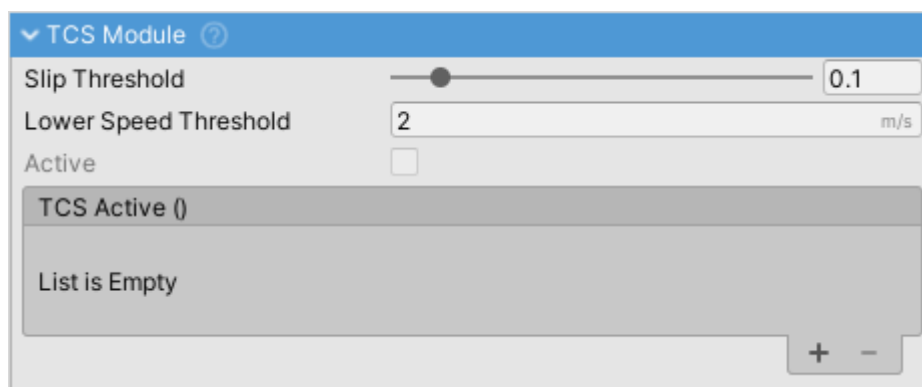 TCS Module ?
Slip Threshold 0.1
Lower Speed Threshold 2 m/s
Active
TCS Active ()
List is Empty
+ −